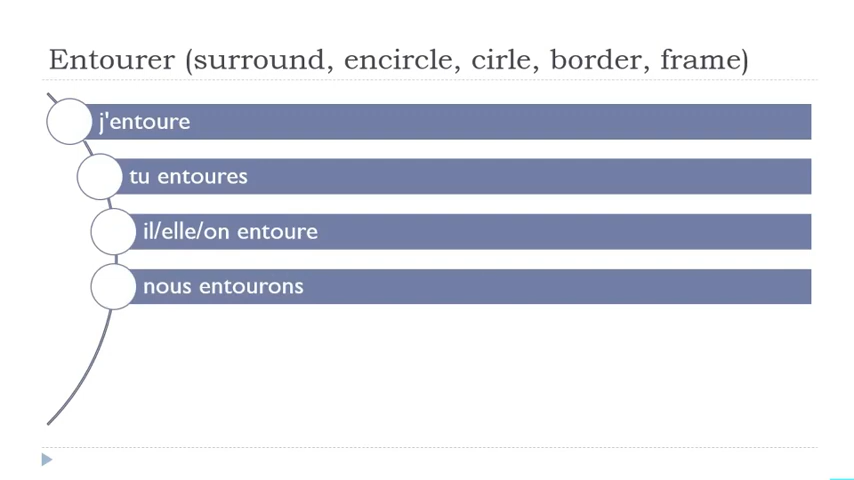 Entourer (surround, encircle, cirle, border, frame)
j'entoure
tu entoures
il/elle/on entoure
nous entourons